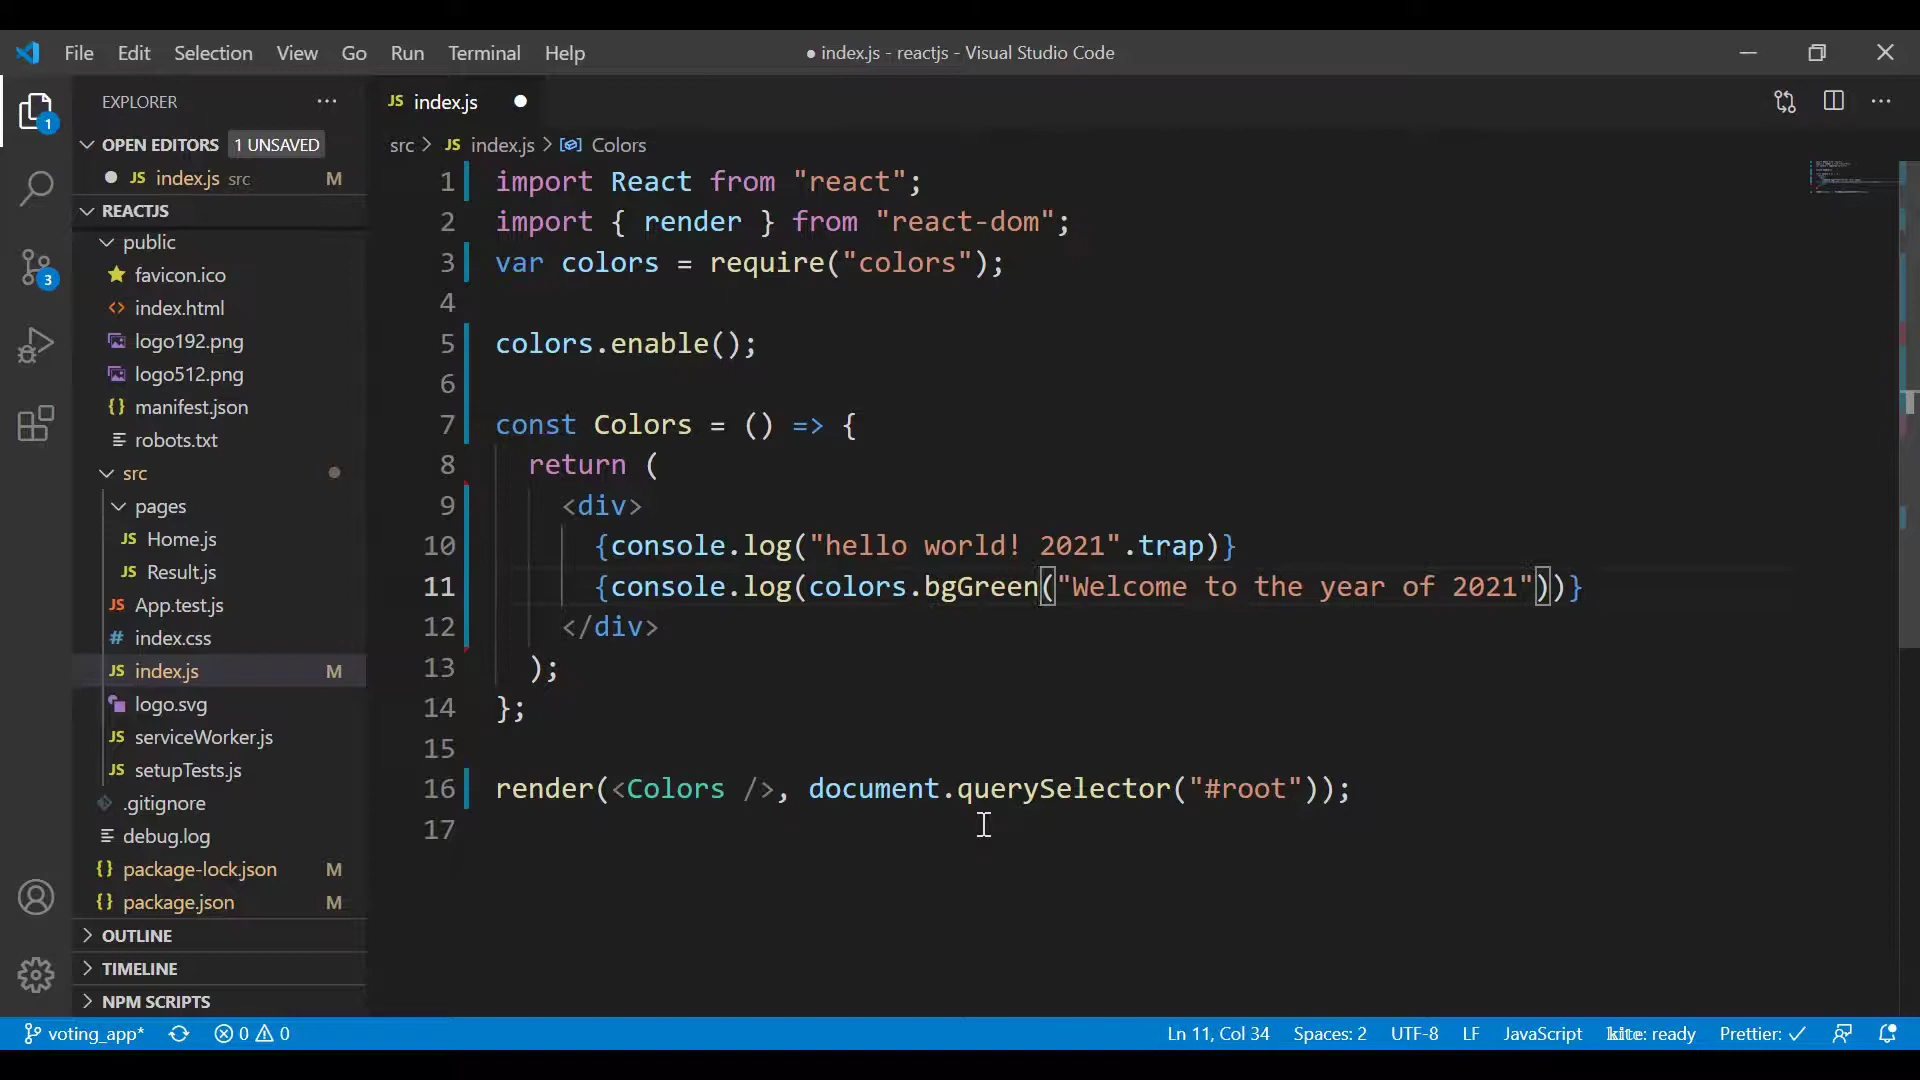 File Edit Selection View Go Run Terminal Help
● index.js - reactjs - Visual Studio Code
EXPLORER
OPEN EDITORS 1 UNSAVED
JS index.js src M
REACTJS
public
favicon.ico
<> index.html
logo192.png
logo512.png
{} manifest.json
robots.txt
src
pages
JS Home.js
JS Result.js
JS App.test.js
# index.css
JS index.js M
logo.svg
JS serviceWorker.js
JS setupTests.js
.gitignore
debug.log
{} package-lock.json M
{} package.json M
OUTLINE
TIMELINE
NPM SCRIPTS
1
3
JS index.js
src > JS index.js > Colors
1 import React from "react";
2 import { render } from "react-dom";
3 var colors = require("colors");
4
5 colors.enable();
6
7 const Colors = () => {
8 return (
9 <div>
10 {console.log("hello world! 2021".trap)}
11 {console.log(colors.bgGreen("Welcome to the year of 2021"))}
12 </div>
13 );
14 };
15
16 render(<Colors />, document.querySelector("#root"));
17
voting_app* 0 0 Ln 11, Col 34 Spaces: 2 UTF-8 LF JavaScript kite: ready Prettier: ✓